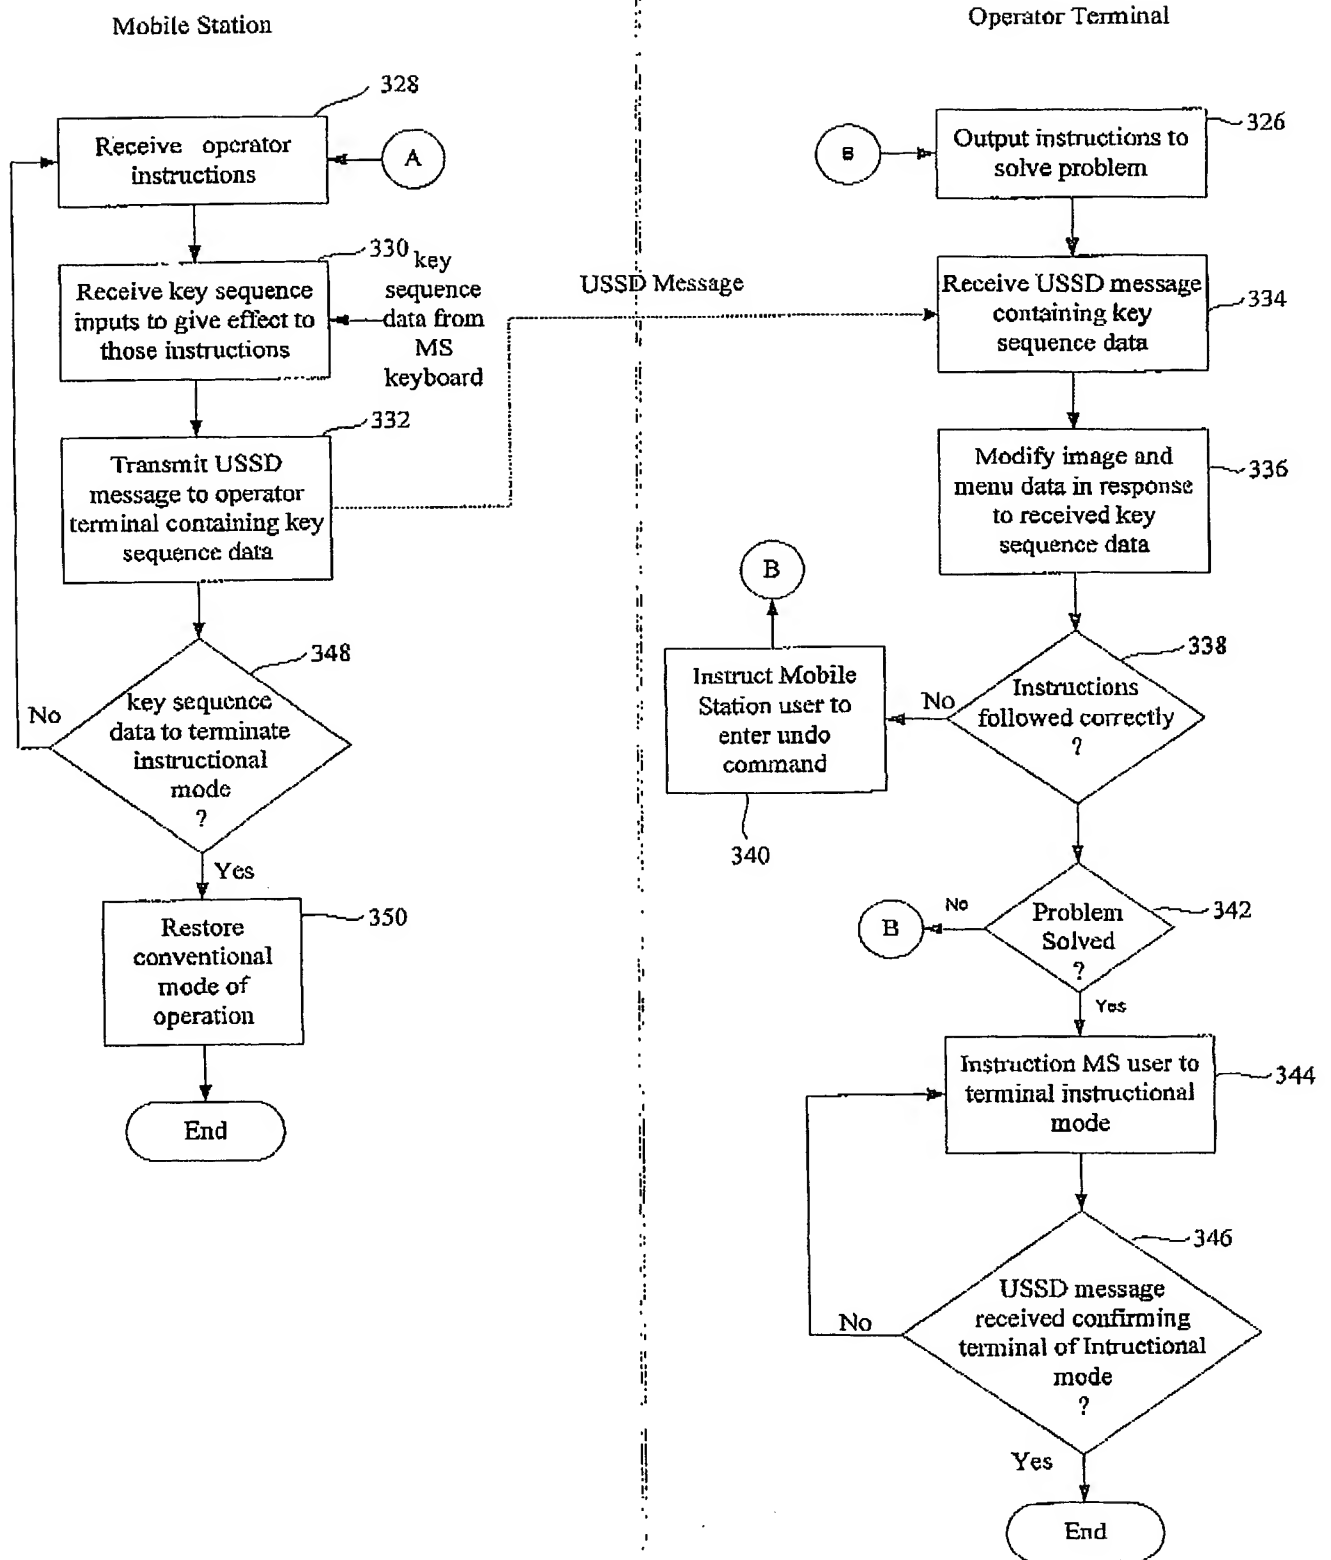 Mobile Station
328
Receive operator
instructions
A
330
Receive key sequence
inputs to give effect to
those instructions
key
sequence
data from
MS
keyboard
332
Transmit USSD
message to operator
terminal containing key
sequence data
348
key sequence
data to terminate
instructional
mode
?
No
Yes
350
Restore
conventional
mode of
operation
End
USSD Message
Operator Terminal
B
326
Output instructions to
solve problem
334
Receive USSD message
containing key
sequence data
336
Modify image and
menu data in response
to received key
sequence data
338
Instructions
followed correctly
?
No
B
Instruct Mobile
Station user to
enter undo
command
340
342
Problem
Solved
?
No
B
Yes
344
Instruction MS user to
terminal instructional
mode
346
USSD message
received confirming
terminal of Intructional
mode
?
No
Yes
End